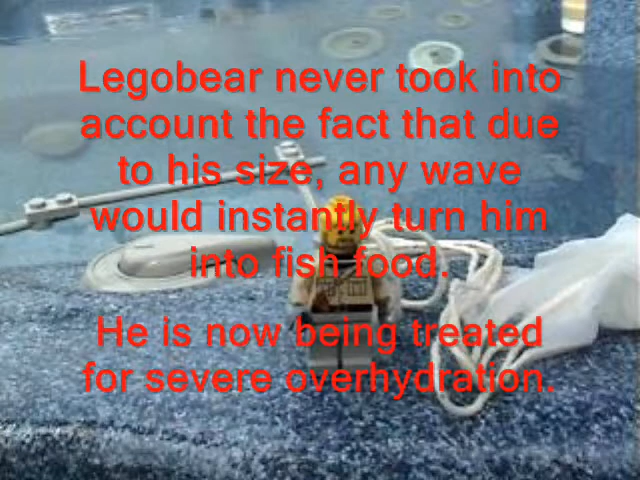 Legobear never took into
account the fact that due
to his size, any wave
would instantly turn him
into fish food.
He is now being treated
for severe overhydration.